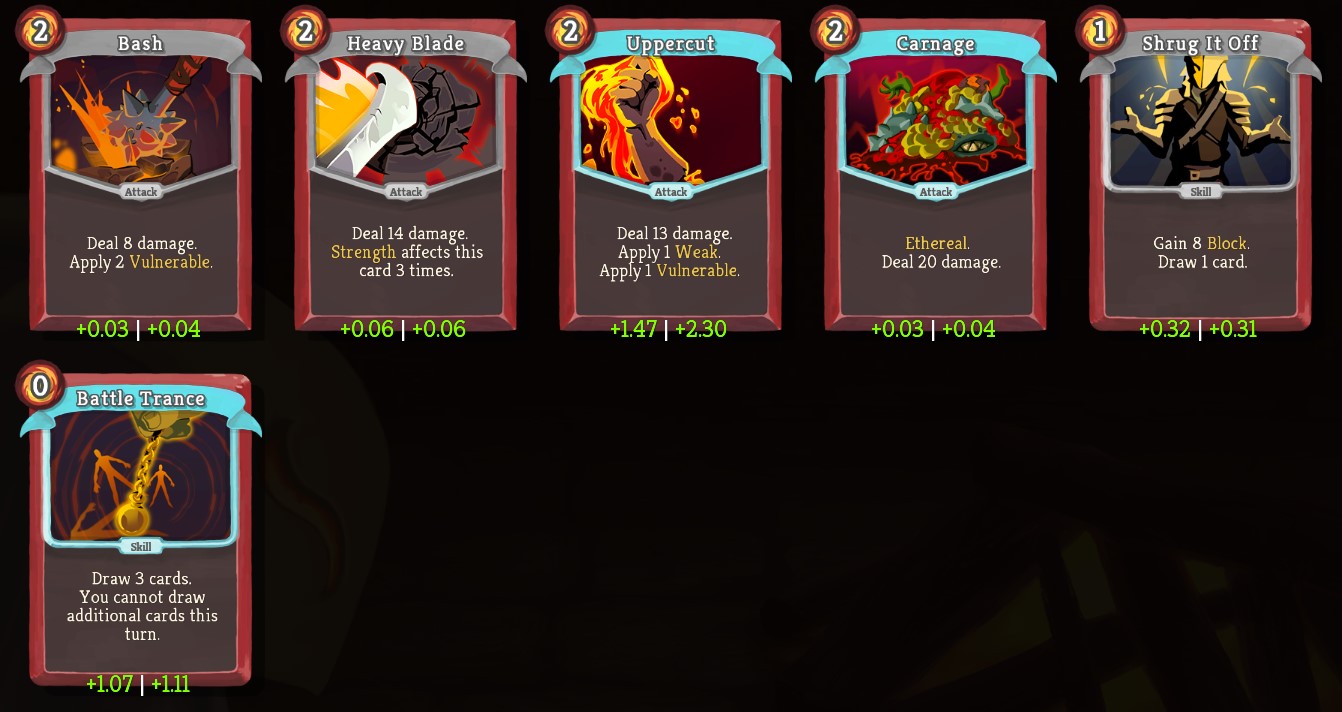 2
Bash
Attack
Deal 8 damage.
Apply 2 Vulnerable.
+0.03 | +0.04
2
Heavy Blade
Attack
Deal 14 damage.
Strength affects this
card 3 times.
+0.06 | +0.06
2
Uppercut
Attack
Deal 13 damage.
Apply 1 Weak.
Apply 1 Vulnerable.
+1.47 | +2.30
2
Carnage
Attack
Ethereal.
Deal 20 damage.
+0.03 | +0.04
1
Shrug It Off
Skill
Gain 8 Block.
Draw 1 card.
+0.32 | +0.31
0
Battle Trance
Skill
Draw 3 cards.
You cannot draw
additional cards this
turn.
+1.07 | +1.11